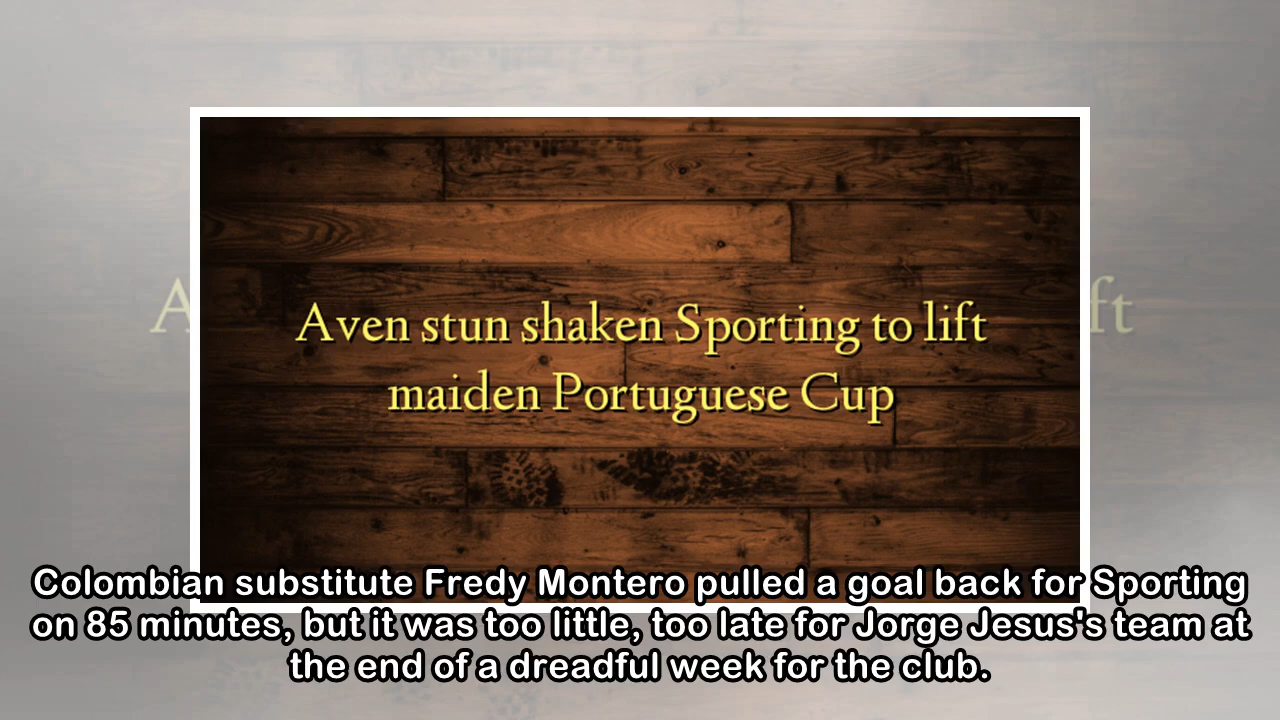 Aven stun shaken Sporting to lift
maiden Portuguese Cup
A
ft
Colombian substitute Fredy Montero pulled a goal back for Sporting
on 85 minutes, but it was too little, too late for Jorge Jesus's team at
the end of a dreadful week for the club.